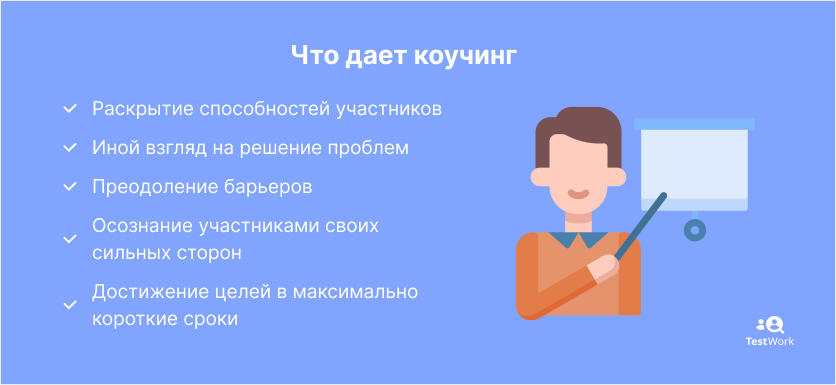 Что дает коучинг
Раскрытие способностей участников
Иной взгляд на решение проблем
Преодоление барьеров
Осознание участниками своих
сильных сторон
Достижение целей в максимально
короткие сроки
TestWork